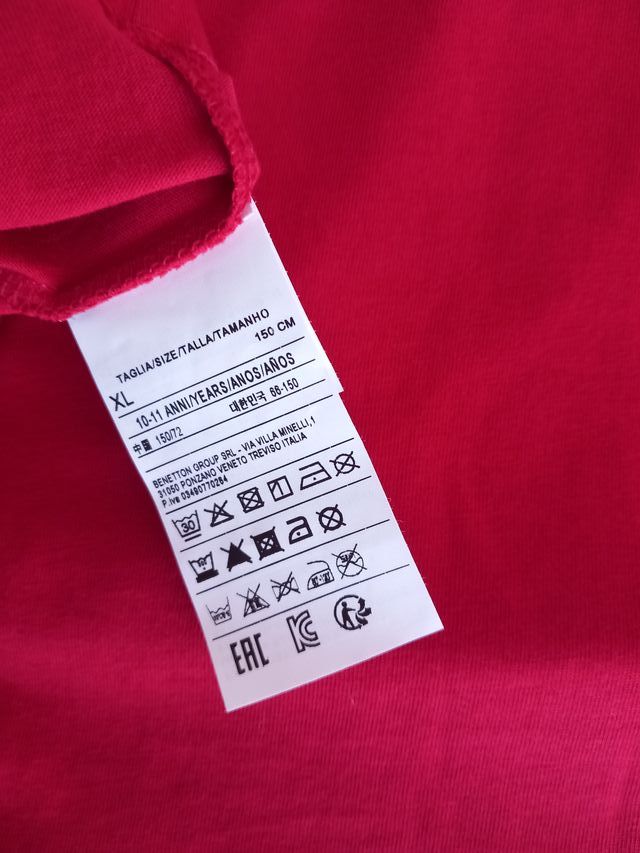 TAGLIA/SIZE/TALLA/TAMANHO
XL 150 CM
10-11 ANNI/YEARS/ANOS/AÑOS
中国 150/72 대한민국 66-150
BENETTON GROUP SRL - VIA VILLA MINELLI,1
31050 PONZANO VENETO TREVISO ITALIA
P.Iva 03490770264
30
EAC
KC